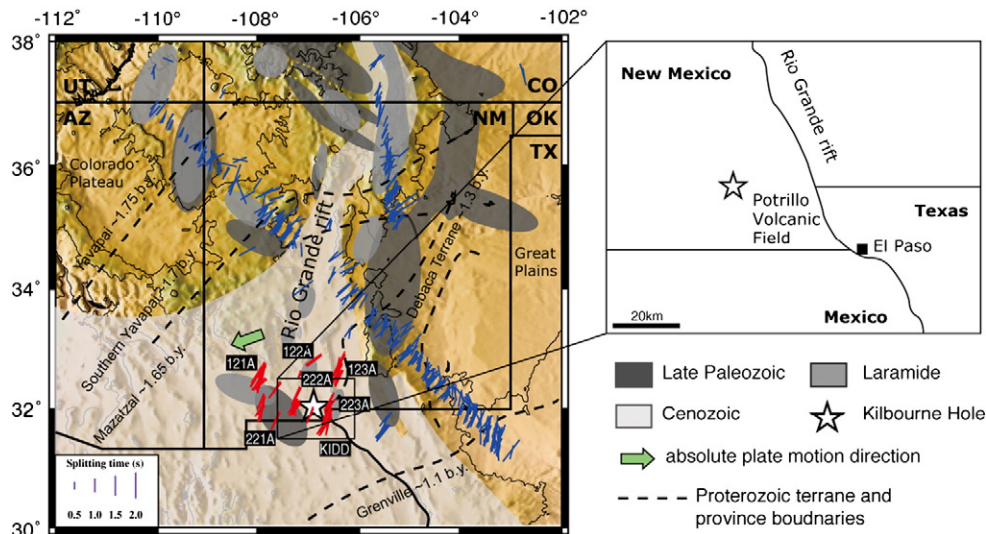 -112
-110
-108
-106
-104
-102
38°
36°
34°
32°
30°
UT
CO
AZ
NM
OK
TX
Colorado
Plateau
Yavapai ~1.75 b.y.
Southern Yavapai ~1.7 b.y.
Mazatzal ~1.65 b.y.
Rio Grande rift
Debaca Terrane ~1.3 b.y.
Great
Plains
121A
122A
123A
222A
223A
221A
KIDD
Grenville ~1.1 b.y.
Splitting time (s)
0.5 1.0 1.5 2.0
New Mexico
Rio Grande rift
Potrillo
Volcanic
Field
Texas
El Paso
20km
Mexico
Late Paleozoic
Laramide
Cenozoic
Kilbourne Hole
absolute plate motion direction
Proterozoic terrane and
province boudnaries